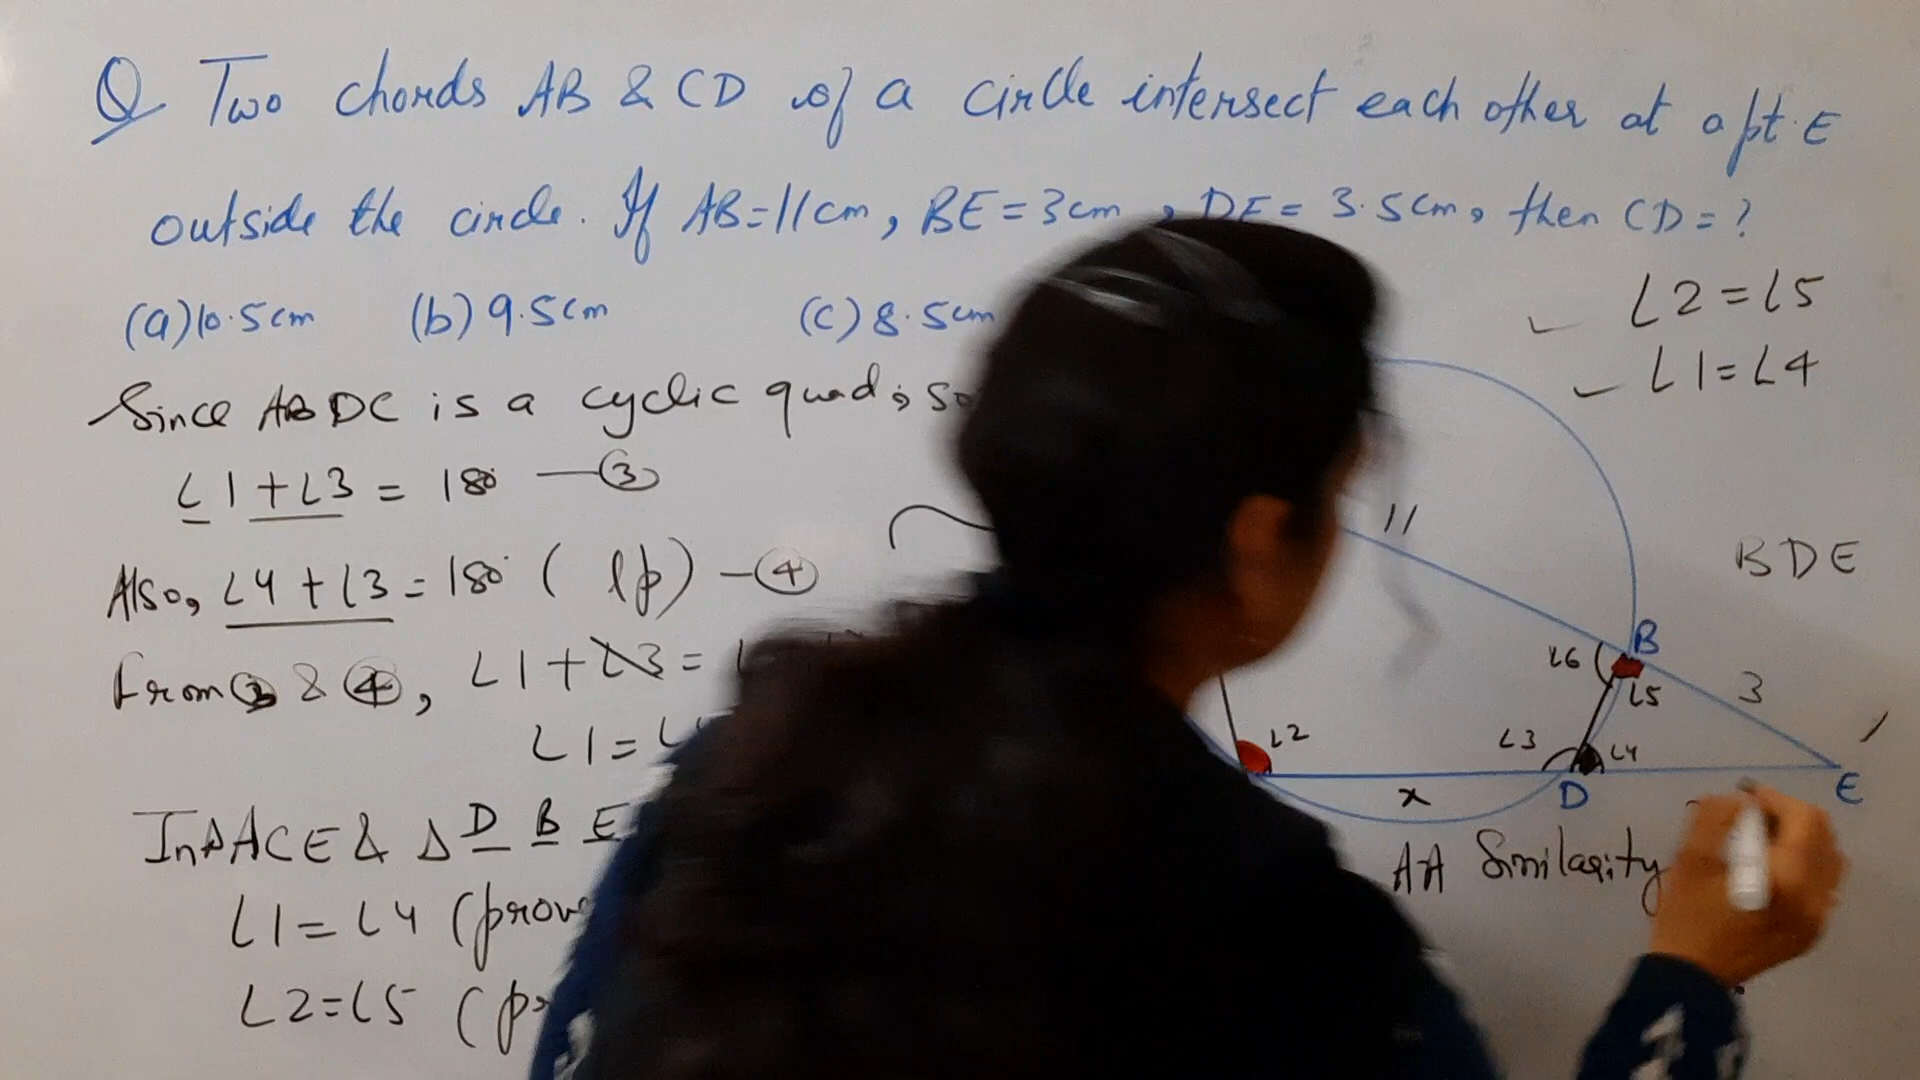 Q Two chords AB & CD of a circle intersect each other at a pt. E
outside the circle. If AB=11cm, BE=3cm, DE=3.5cm, then CD=?
(a)10.5cm (b)9.5cm (c)8.5cm
Since ABDC is a cyclic quad, so
∠1+∠3=180 —③
Also, ∠4+∠3=180° (lp) —④
From ③ & ④, ∠1+∠3=
∠1=∠
In ΔACE & ΔDBE
∠1=∠4
∠2=∠5
∠2=∠5
∠1=∠4
11
BDE
B
∠6
∠5
3
∠2
∠3
∠4
x
D
E
AA Similarity